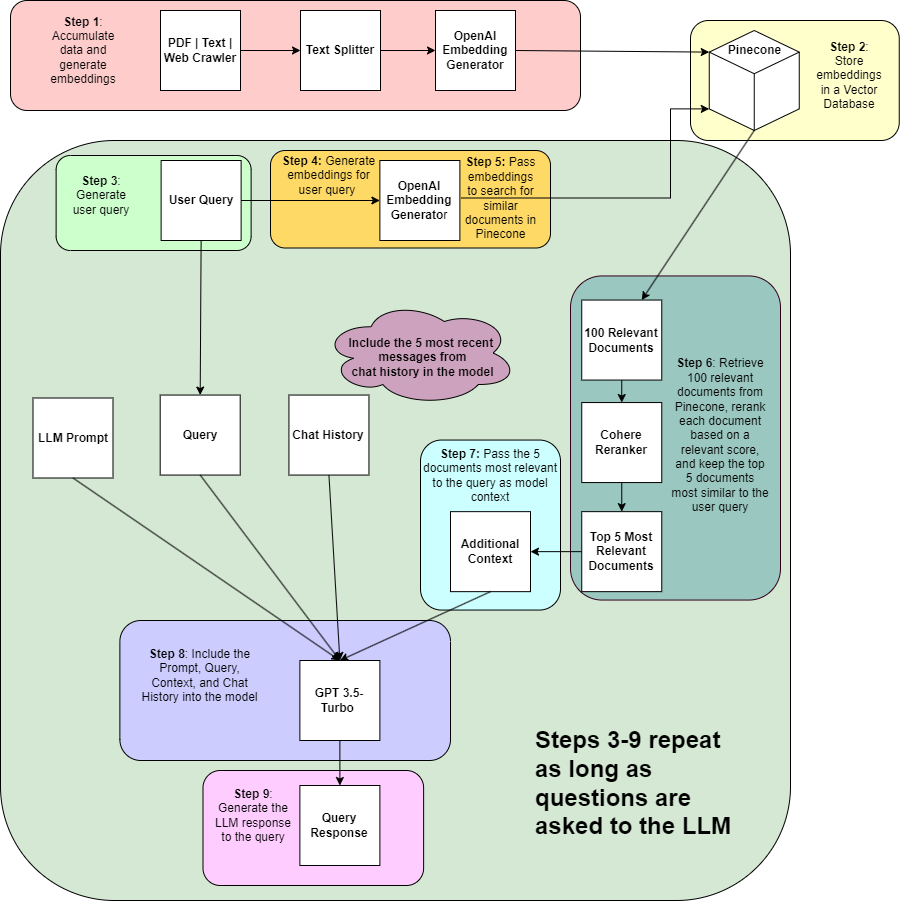 Step 1:
Accumulate
data and
generate
embeddings
PDF | Text |
Web Crawler
Text Splitter
OpenAI
Embedding
Generator
Pinecone
Step 2:
Store
embeddings
in a Vector
Database
Step 3:
Generate
user query
User Query
Step 4: Generate
embeddings for
user query
OpenAI
Embedding
Generator
Step 5: Pass
embeddings
to search for
similar
documents in
Pinecone
100 Relevant
Documents
Cohere
Reranker
Top 5 Most
Relevant
Documents
Step 6: Retrieve
100 relevant
documents from
Pinecone, rerank
each document
based on a
relevant score,
and keep the top
5 documents
most similar to the
user query
Include the 5 most recent
messages from
chat history in the model
LLM Prompt
Query
Chat History
Step 7: Pass the 5
documents most relevant
to the query as model
context
Additional
Context
Step 8: Include the
Prompt, Query,
Context, and Chat
History into the model
GPT 3.5-
Turbo
Step 9:
Generate the
LLM response
to the query
Query
Response
Steps 3-9 repeat
as long as
questions are
asked to the LLM